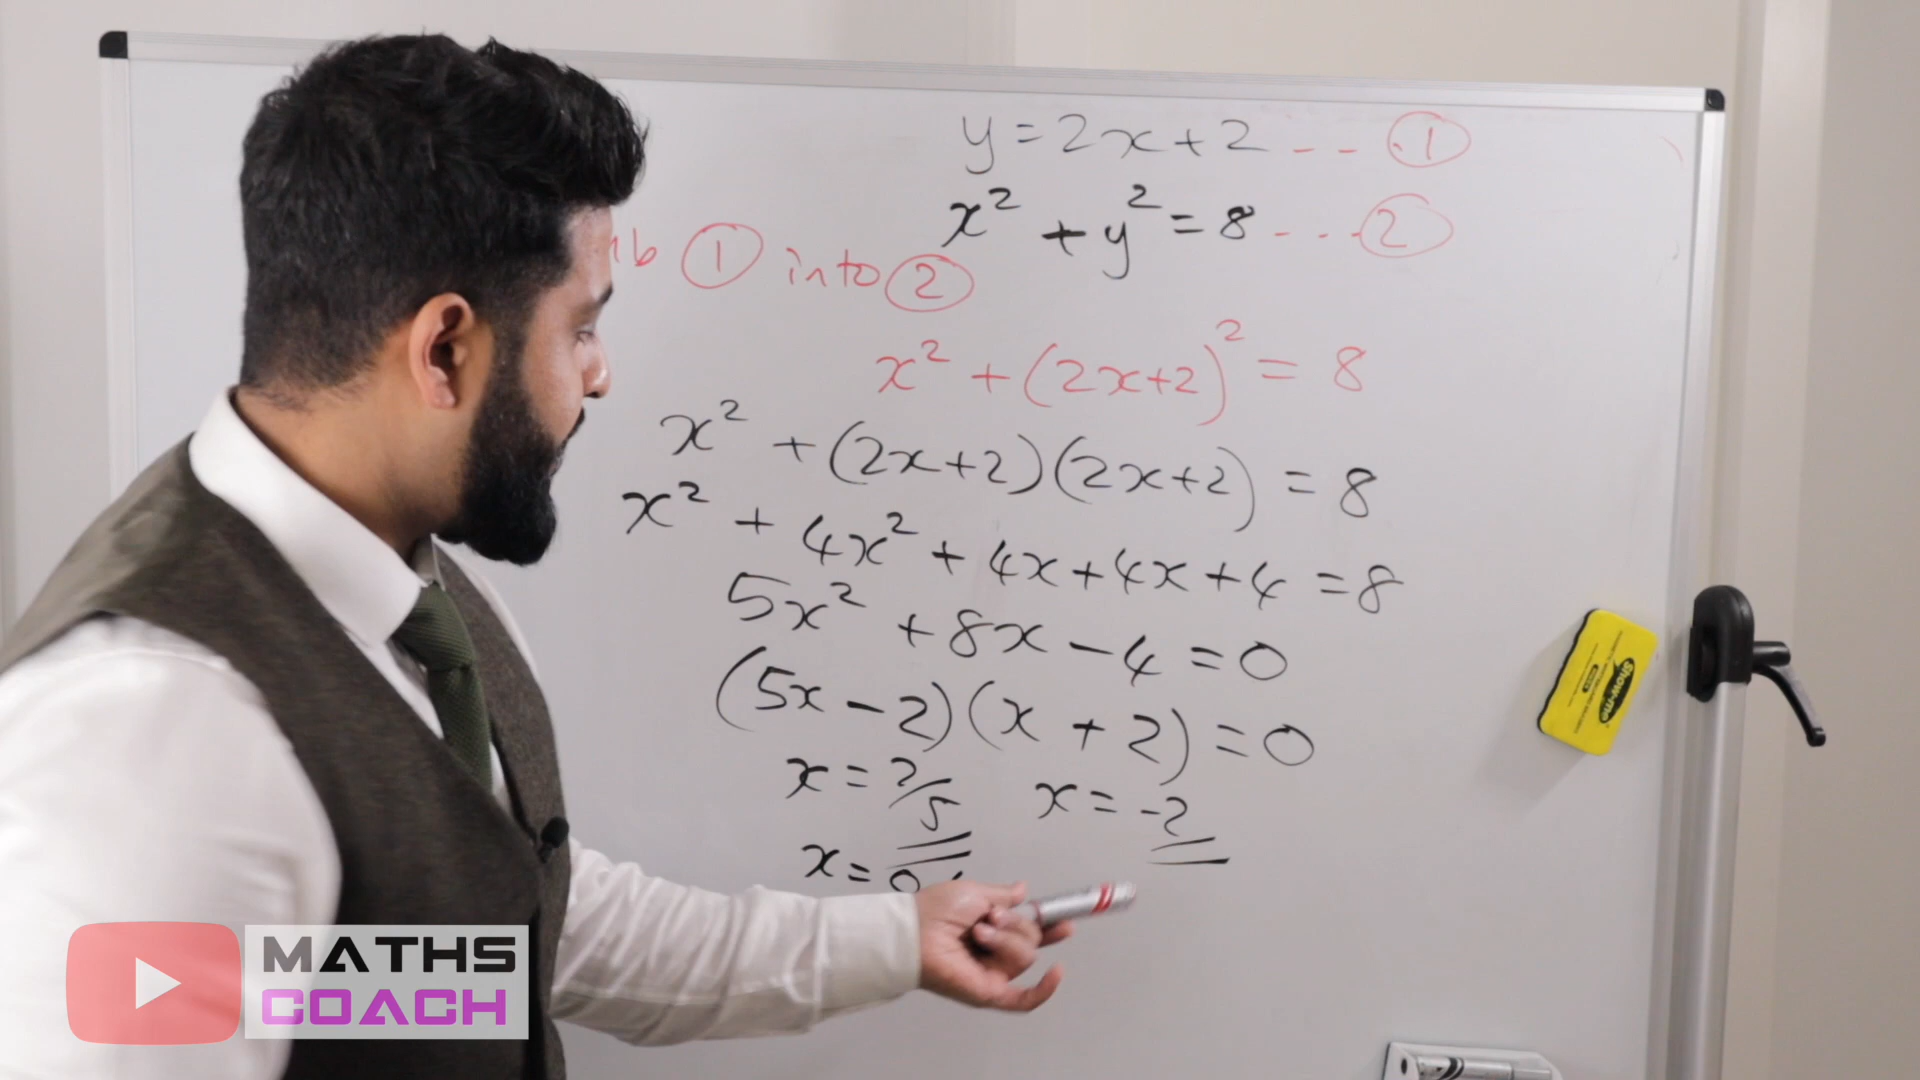 y = 2x + 2 - - . ①
x² + y² = 8 - - - ②
① into ②
x² + (2x+2)² = 8
x² + (2x+2)(2x+2) = 8
x² + 4x² + 4x + 4x + 4 = 8
5x² + 8x - 4 = 0
(5x - 2)(x + 2) = 0
x = 2/5 x = -2
x =
Show-me
MATHS
COACH